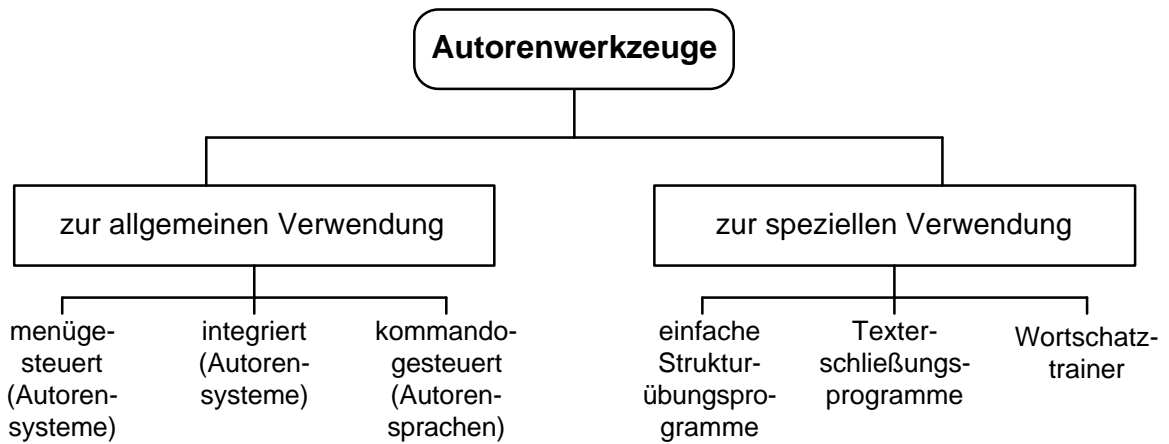 Autorenwerkzeuge
zur allgemeinen Verwendung
zur speziellen Verwendung
menüge-
steuert
(Autoren-
systeme)
integriert
(Autoren-
systeme)
kommando-
gesteuert
(Autoren-
sprachen)
einfache
Struktur-
übungspro-
gramme
Texter-
schließungs-
programme
Wortschatz-
trainer